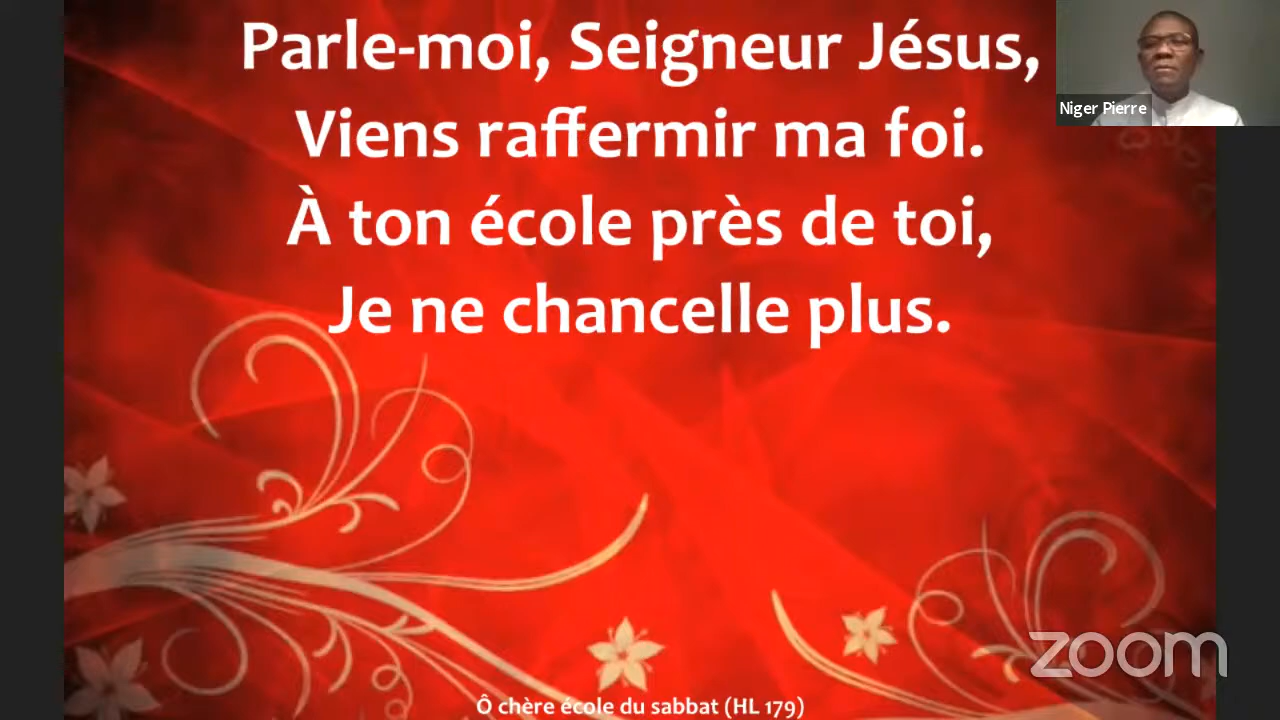 Parle-moi, Seigneur Jésus,
Viens raffermir ma foi.
À ton école près de toi,
Je ne chancelle plus.
Niger Pierre
zoom
Ô chère école du sabbat (HL 179)